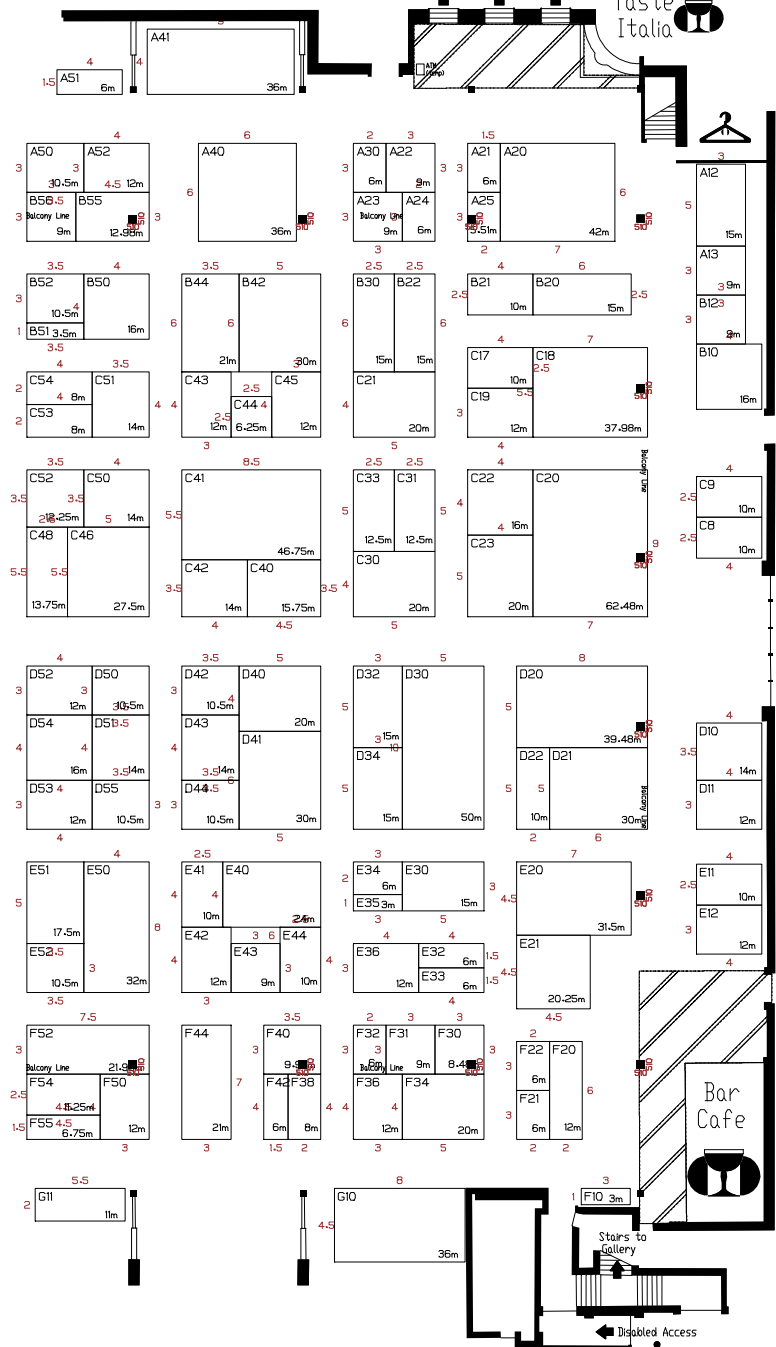 Taste
Italia
A41
36m
A51
6m
ATM
(temp)
A50
10.5m
A52
12m
A40
36m
A30
6m
A22
9m
A21
6m
A20
42m
A12
15m
B56
9m
B55
12.98m
Balcony Line
A23
9m
A24
6m
Balcony Line
A25
5.51m
S10
A13
9m
B52
10.5m
B50
16m
B51
3.5m
B44
21m
B42
30m
B30
15m
B22
15m
B21
10m
B20
15m
B12
9m
B10
16m
C54
8m
C53
8m
C51
14m
C43
12m
C44
6.25m
C45
12m
C21
20m
C17
10m
C18
37.98m
C19
12m
C52
12.25m
C50
14m
C41
46.75m
C33
12.5m
C31
12.5m
C22
16m
C20
62.48m
Balcony Line
C9
10m
C8
10m
C48
13.75m
C46
27.5m
C42
14m
C40
15.75m
C30
20m
C23
20m
D52
12m
D50
10.5m
D42
10.5m
D40
20m
D32
15m
D30
50m
D20
39.48m
D10
14m
D54
16m
D51
14m
D43
14m
D41
30m
D34
15m
D22
10m
D21
30m
Balcony Line
D11
12m
D53
12m
D55
10.5m
D44
10.5m
E51
17.5m
E50
32m
E41
10m
E40
24m
E34
6m
E35
3m
E30
15m
E20
31.5m
E11
10m
E12
12m
E52
10.5m
E42
12m
E43
9m
E44
10m
E36
12m
E32
6m
E33
6m
E21
20.25m
F52
Balcony Line
F44
21m
F40
F32
6m
F31
9m
F30
Balcony Line
F22
6m
F20
12m
F54
F50
12m
F55
6.75m
F42
6m
F38
8m
F36
12m
F34
20m
F21
6m
Bar
Cafe
G11
11m
G10
36m
F10
3m
Stairs to
Gallery
Disabled Access